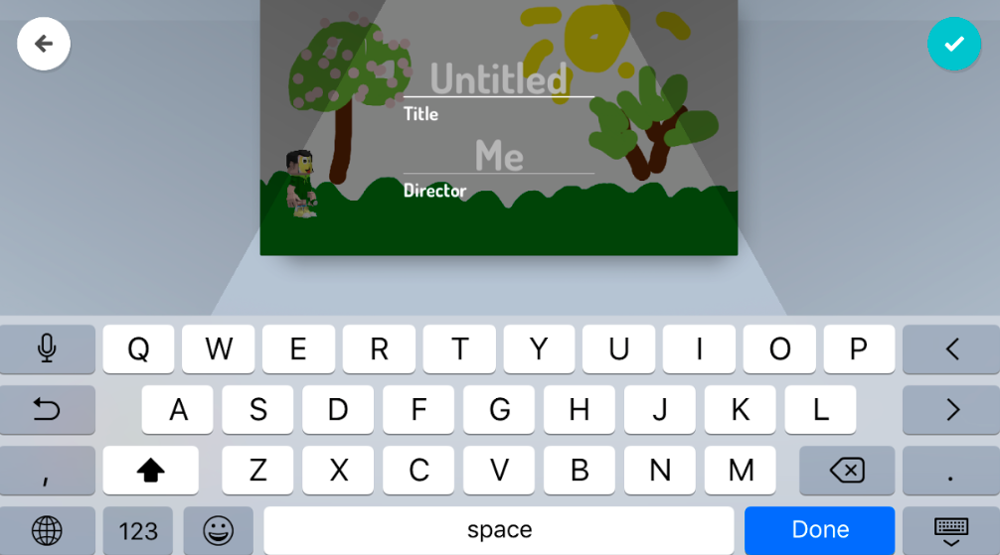 Untitled
Title
Me
Director
Q W E R T Y U I O P
A S D F G H J K L
, Z X C V B N M .
123 space Done